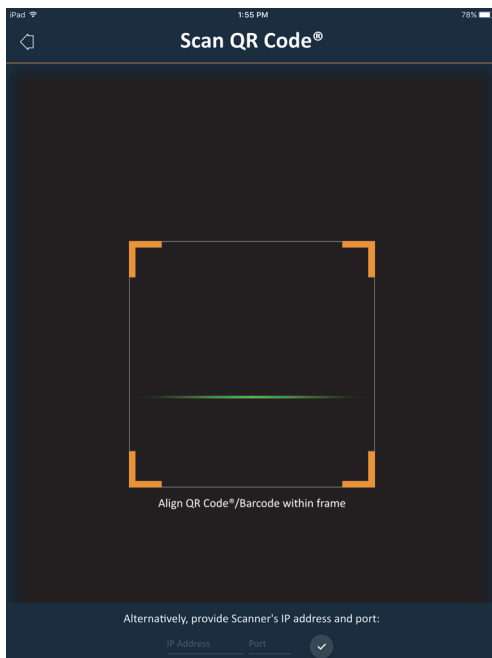 iPad 1:55 PM 78%
Scan QR Code®
Align QR Code®/Barcode within frame
Alternatively, provide Scanner's IP address and port:
IP Address Port